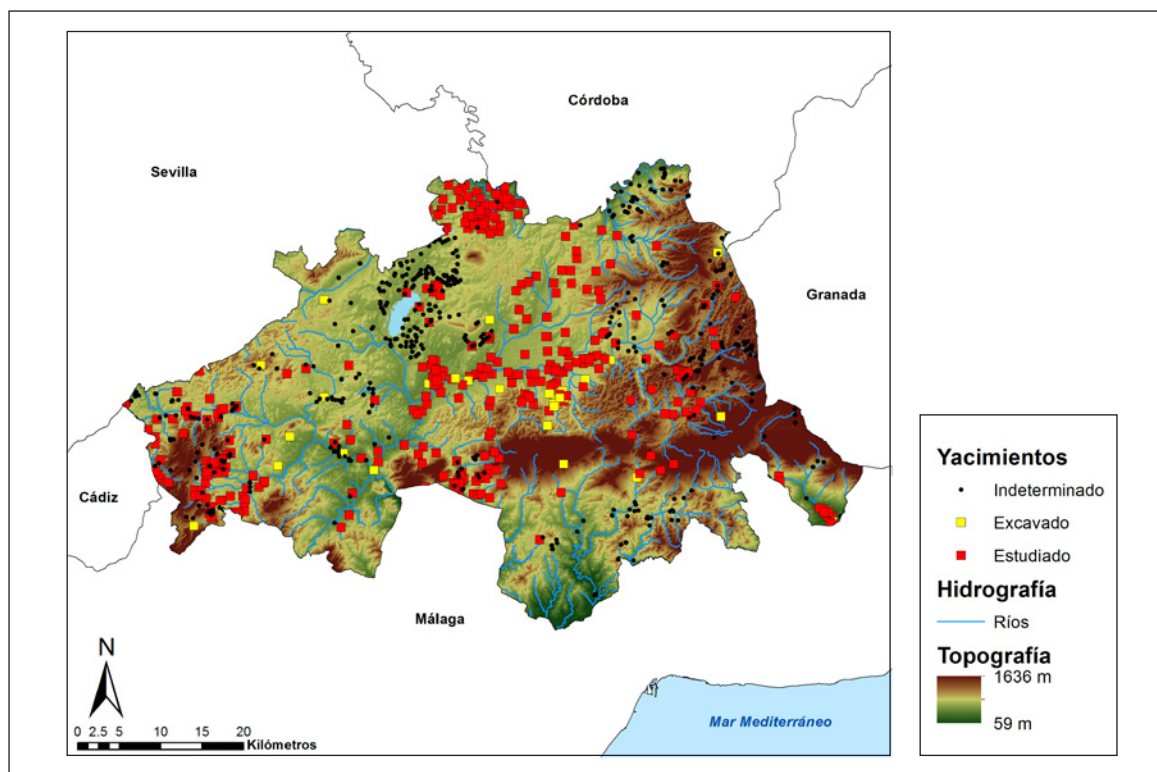 Córdoba
Sevilla
Granada
Cádiz
Málaga
Mar Mediterráneo
N
0 2.5 5 10 15 20
Kilómetros
Yacimientos
Indeterminado
Excavado
Estudiado
Hidrografía
Ríos
Topografía
1636 m
59 m